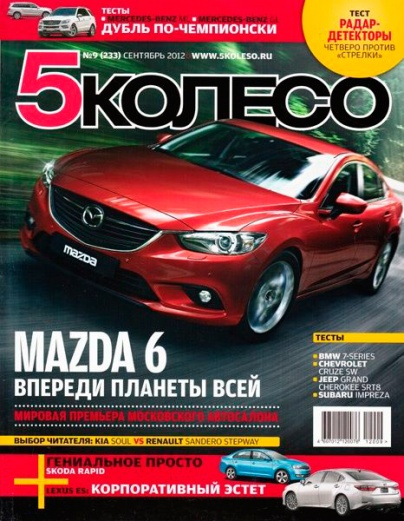 ТЕСТЫ
• MERCEDES-BENZ • MERCEDES-BENZ
ДУБЛЬ ПО-ЧЕМПИОНСКИ
ТЕСТ
РАДАР-
ДЕТЕКТОРЫ
ЧЕТВЕРО ПРОТИВ
«СТРЕЛКИ»
№9 (233) СЕНТЯБРЬ 2012 • WWW.5KOLESO.RU
5КОЛЕСО
mazda
MAZDA 6
ВПЕРЕДИ ПЛАНЕТЫ ВСЕЙ
МИРОВАЯ ПРЕМЬЕРА МОСКОВСКОГО АВТОСАЛОНА
ТЕСТЫ
• BMW 7-SERIES
• CHEVROLET
CRUZE SW
• JEEP GRAND
CHEROKEE SRT8
• SUBARU IMPREZA
ВЫБОР ЧИТАТЕЛЯ: KIA SOUL VS RENAULT SANDERO STEPWAY
ГЕНИАЛЬНОЕ ПРОСТО
SKODA RAPID
LEXUS ES: КОРПОРАТИВНЫЙ ЭСТЕТ